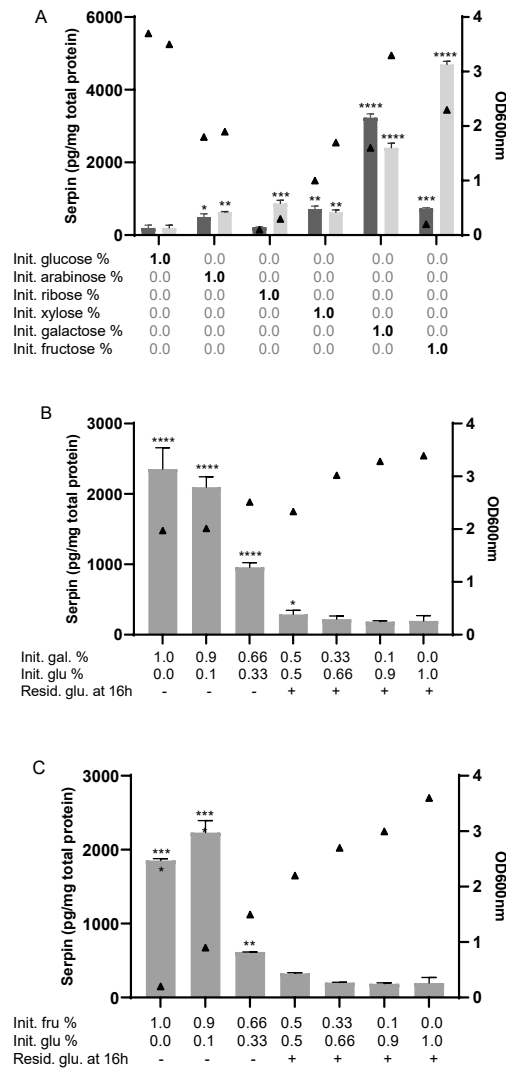 A
6000
4000
2000
0
Serpin (pg/mg total protein)
* ** *** ** ** **** **** *** ****
4
3
2
1
0
OD600nm
Init. glucose % 1.0 0.0 0.0 0.0 0.0 0.0
Init. arabinose % 0.0 1.0 0.0 0.0 0.0 0.0
Init. ribose % 0.0 0.0 1.0 0.0 0.0 0.0
Init. xylose % 0.0 0.0 0.0 1.0 0.0 0.0
Init. galactose % 0.0 0.0 0.0 0.0 1.0 0.0
Init. fructose % 0.0 0.0 0.0 0.0 0.0 1.0
B
3000
2000
1000
0
Serpin (pg/mg total protein)
**** **** **** *
4
3
2
1
0
OD600nm
Init. gal. % 1.0 0.9 0.66 0.5 0.33 0.1 0.0
Init. glu % 0.0 0.1 0.33 0.5 0.66 0.9 1.0
Resid. glu. at 16h - - - + + + +
C
3000
2000
1000
0
Serpin (pg/mg total protein)
*** *** **
* *
4
3
2
1
0
OD600nm
Init. fru % 1.0 0.9 0.66 0.5 0.33 0.1 0.0
Init. glu % 0.0 0.1 0.33 0.5 0.66 0.9 1.0
Resid. glu. at 16h - - - + + + +